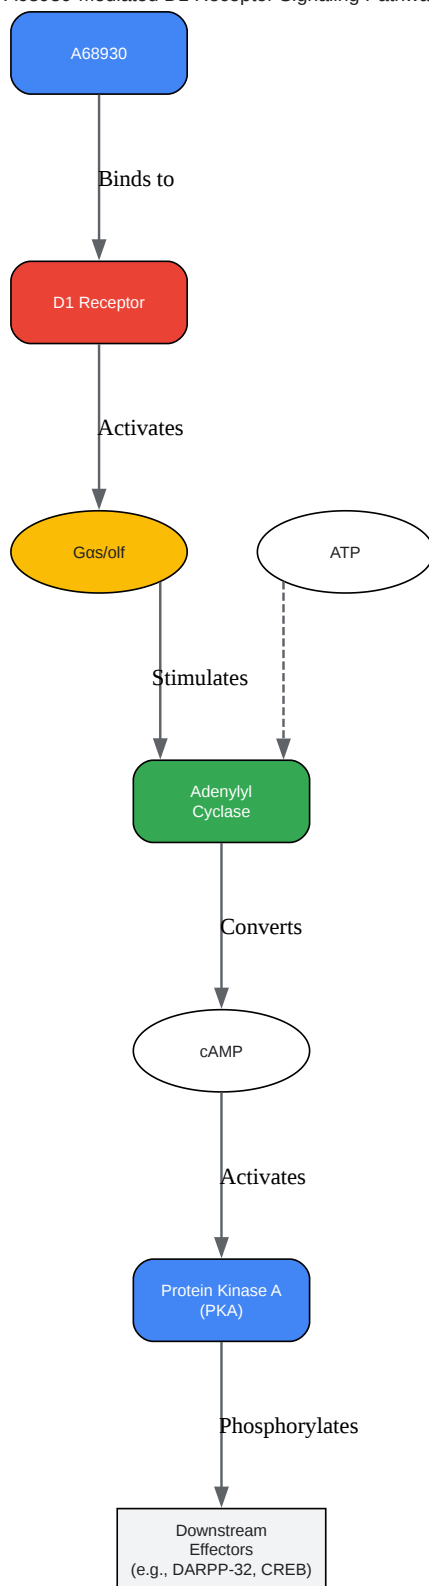 A68930
Binds to
D1 Receptor
Activates
Gαs/olf
ATP
Stimulates
Adenylyl
Cyclase
Converts
cAMP
Activates
Protein Kinase A
(PKA)
Phosphorylates
Downstream
Effectors
(e.g., DARPP-32, CREB)